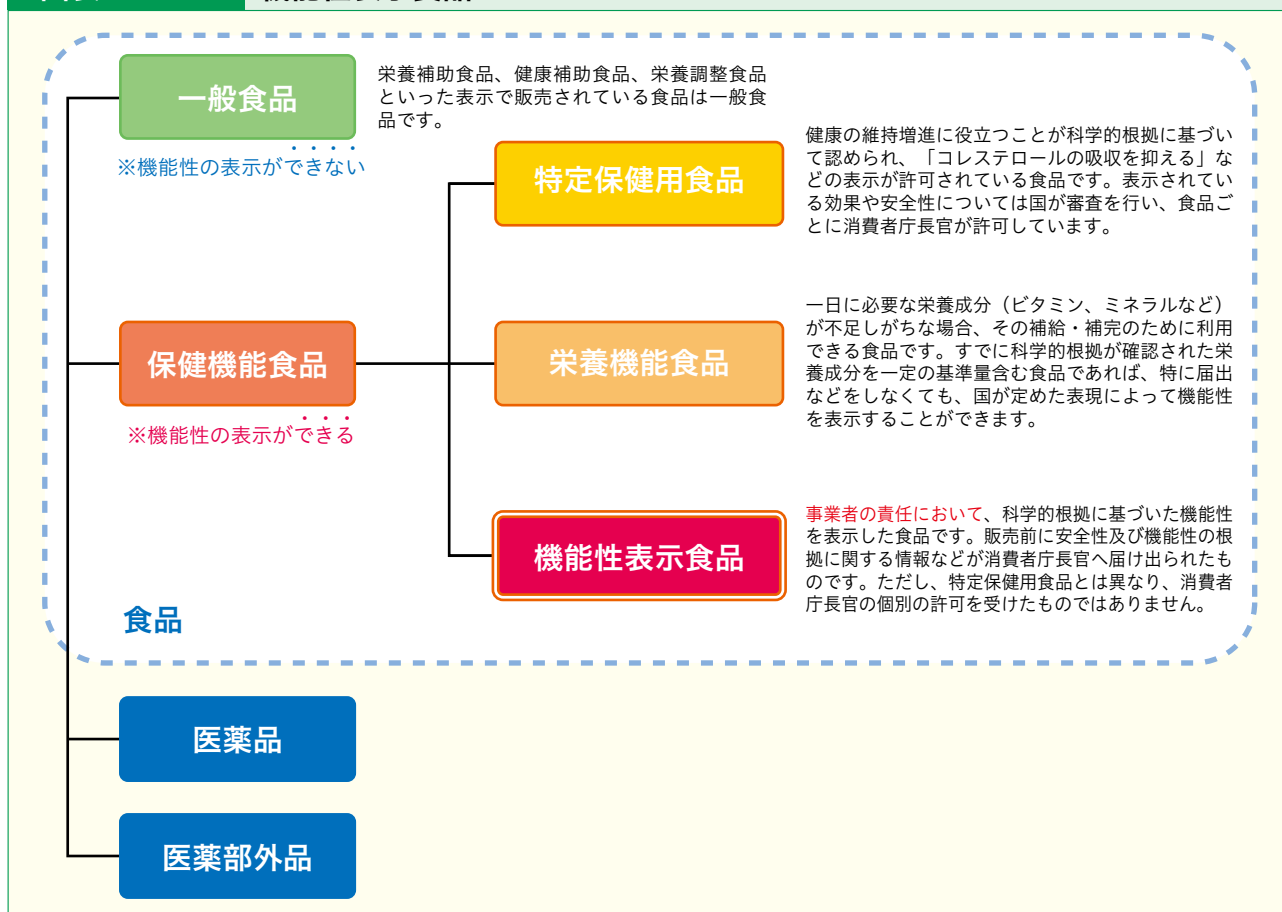 一般食品
※機能性の表示ができない
栄養補助食品、健康補助食品、栄養調整食品
といった表示で販売されている食品は一般食
品です。
特定保健用食品
健康の維持増進に役立つことが科学的根拠に基づい
て認められ、「コレステロールの吸収を抑える」な
どの表示が許可されている食品です。表示されてい
る効果や安全性については国が審査を行い、食品ご
とに消費者庁長官が許可しています。
保健機能食品
※機能性の表示ができる
栄養機能食品
一日に必要な栄養成分（ビタミン、ミネラルなど）
が不足しがちな場合、その補給・補完のために利用
できる食品です。すでに科学的根拠が確認された栄
養成分を一定の基準量含む食品であれば、特に届出
などをしなくても、国が定めた表現によって機能性
を表示することができます。
機能性表示食品
事業者の責任において、科学的根拠に基づいた機能性
を表示した食品です。販売前に安全性及び機能性の根
拠に関する情報などが消費者庁長官へ届け出られたも
のです。ただし、特定保健用食品とは異なり、消費者
庁長官の個別の許可を受けたものではありません。
食品
医薬品
医薬部外品